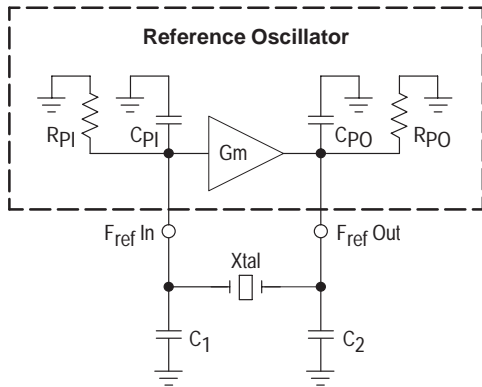 Reference Oscillator
RPI
CPI
Gm
CPO
RPO
Fref In
Fref Out
Xtal
C1
C2